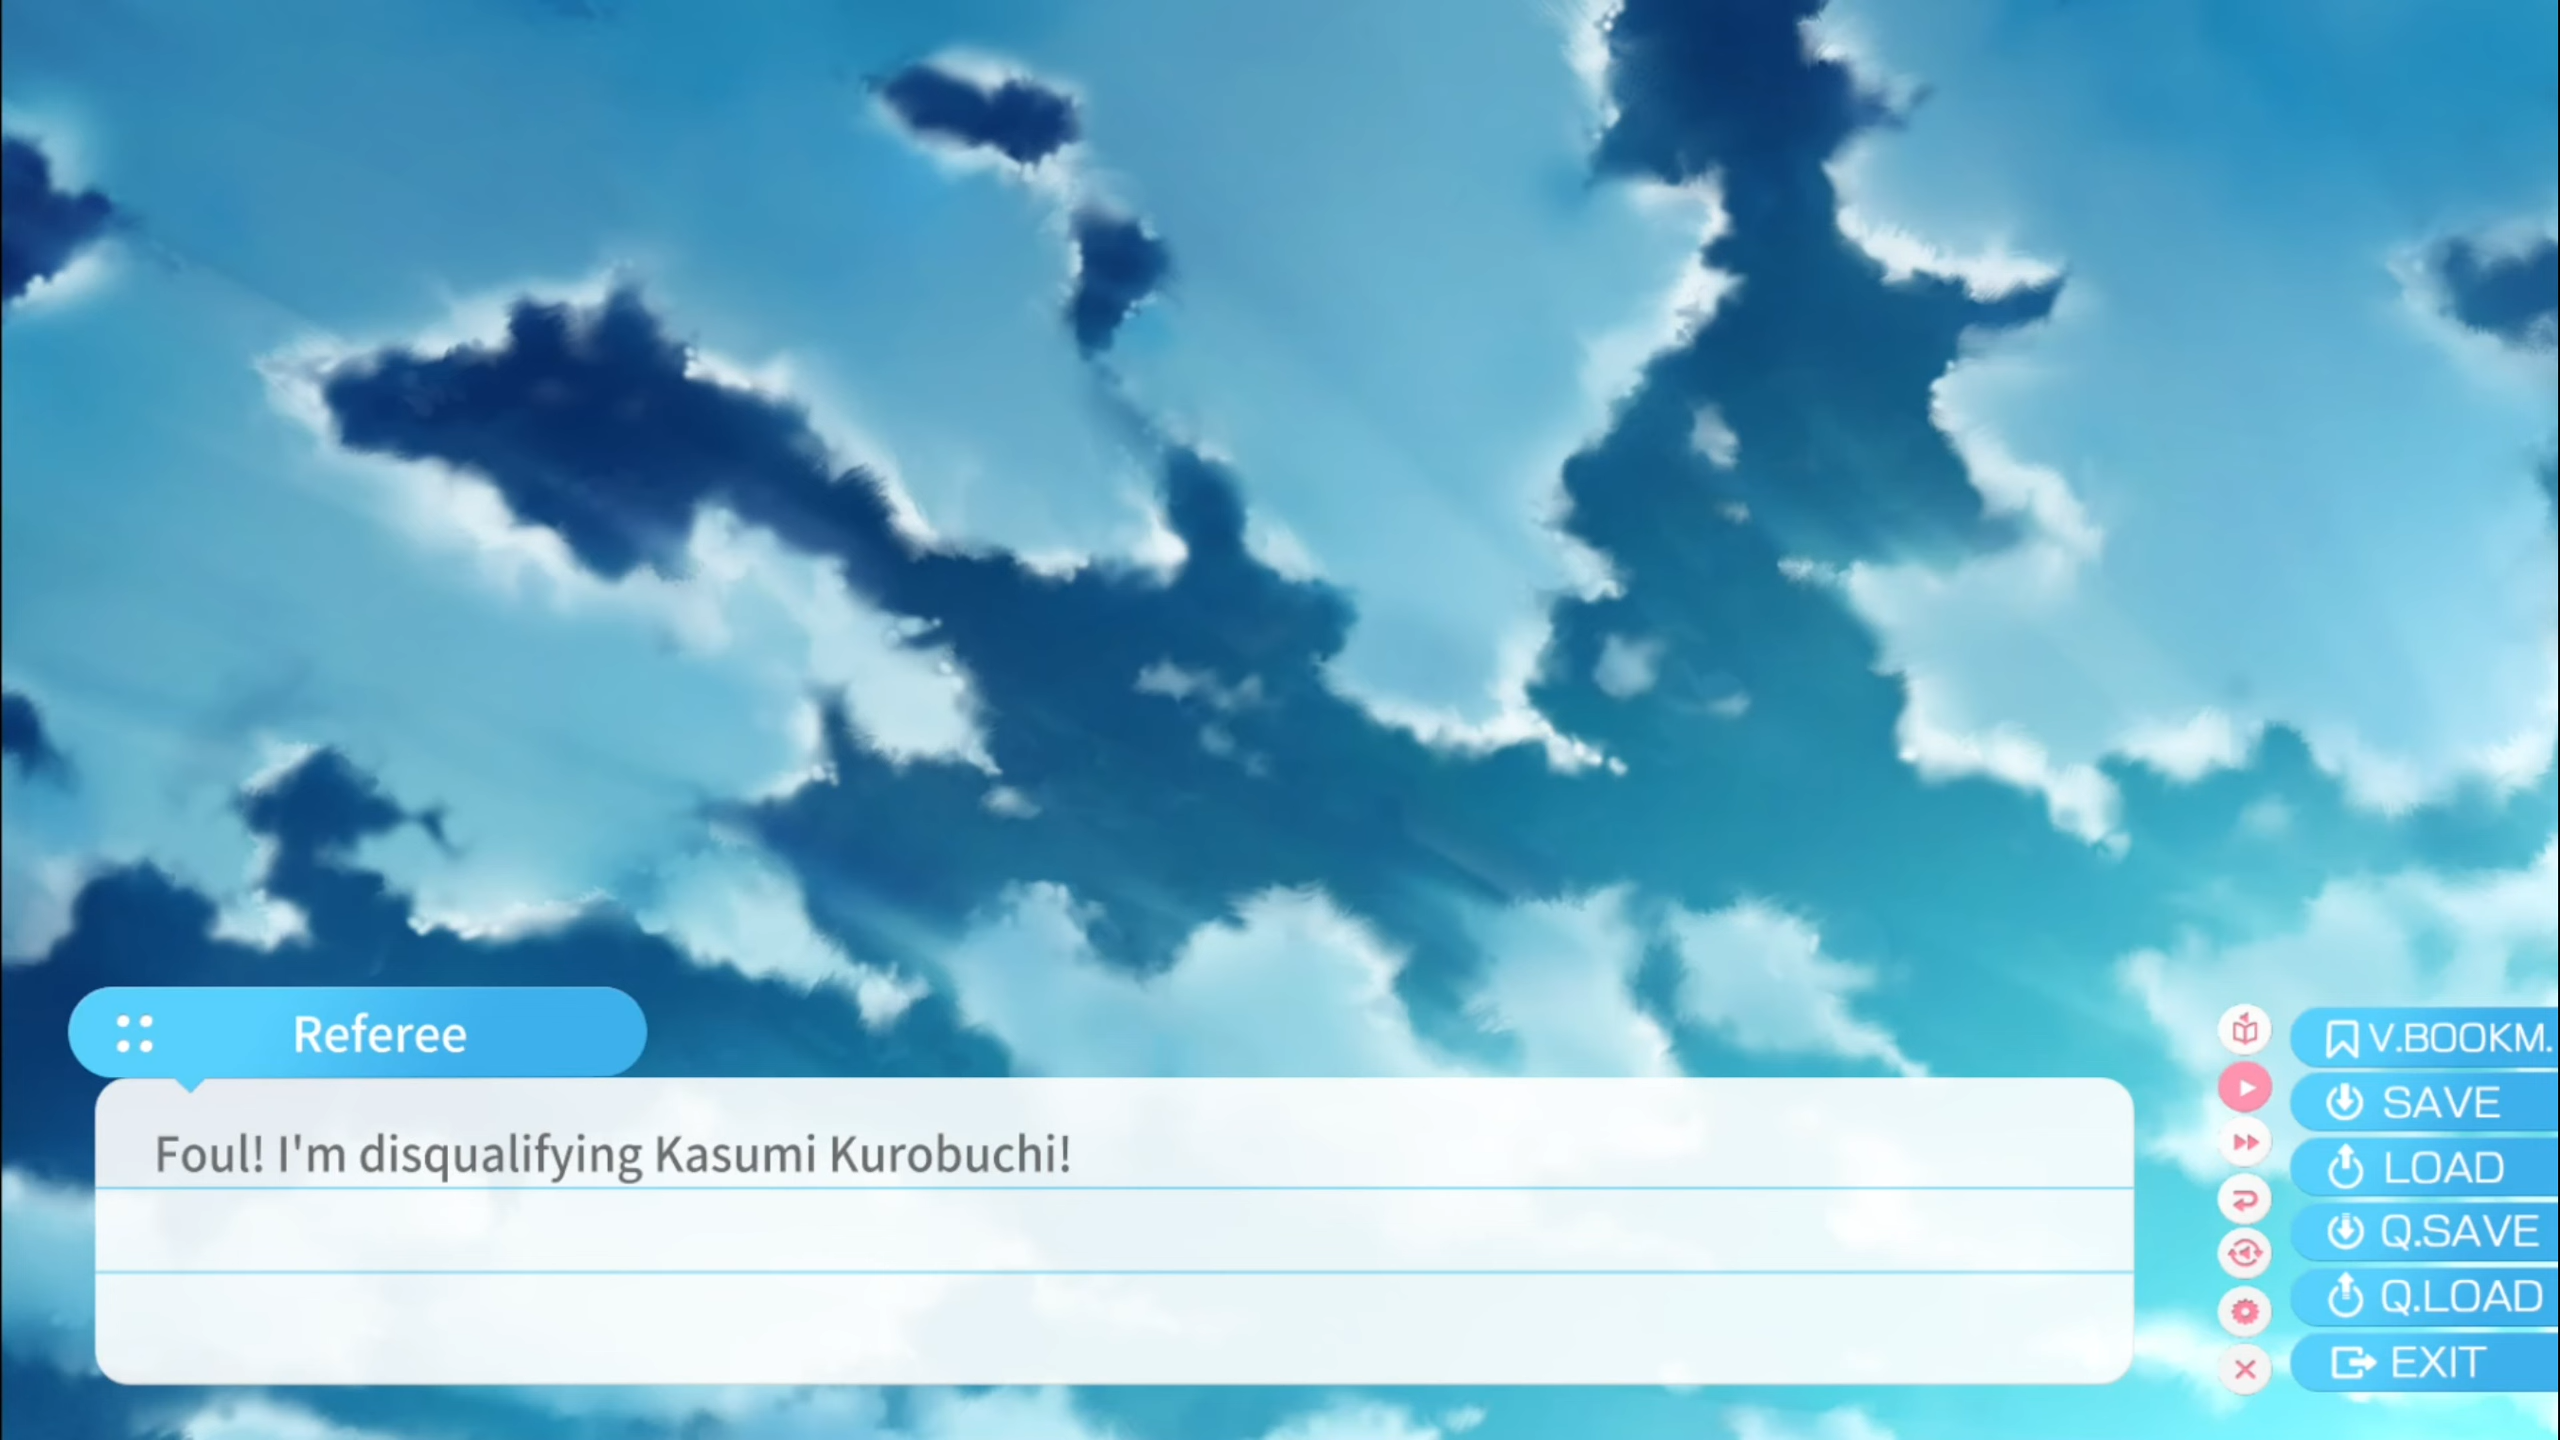 Referee
Foul! I'm disqualifying Kasumi Kurobuchi!
V.BOOKM.
SAVE
LOAD
Q.SAVE
Q.LOAD
EXIT